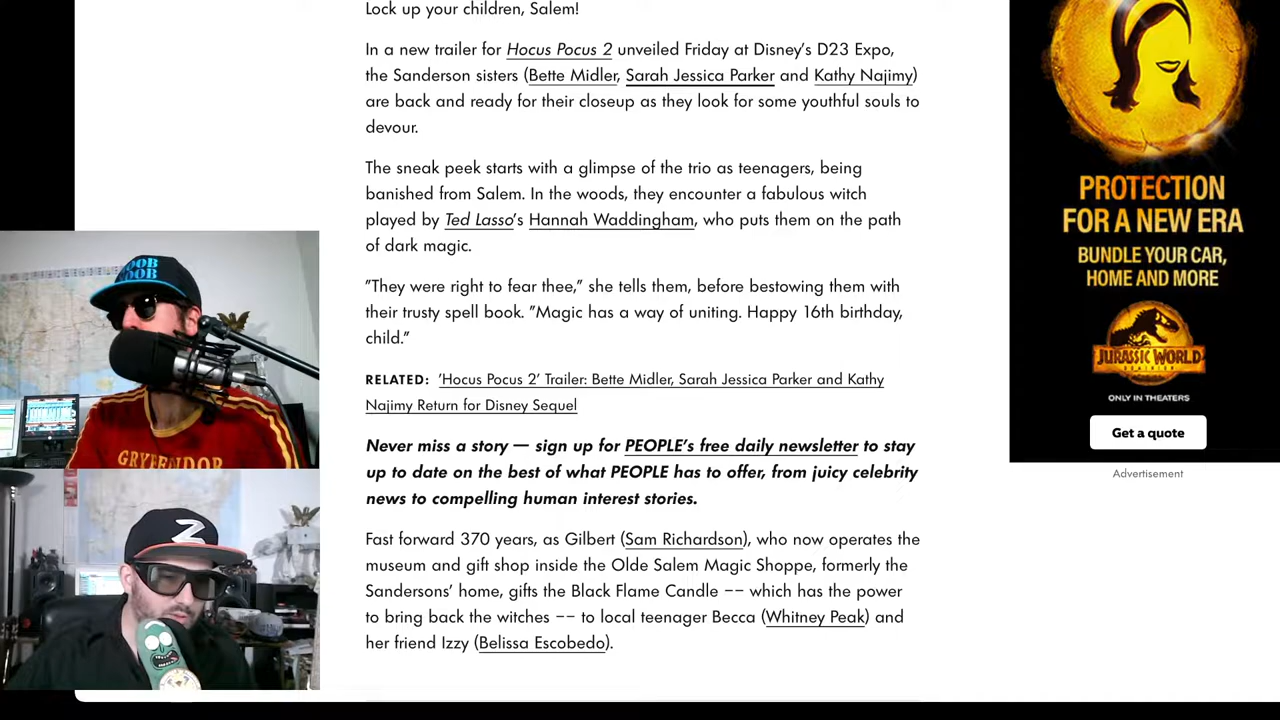 Lock up your children, Salem!
In a new trailer for Hocus Pocus 2 unveiled Friday at Disney's D23 Expo,
the Sanderson sisters (Bette Midler, Sarah Jessica Parker and Kathy Najimy)
are back and ready for their closeup as they look for some youthful souls to
devour.
The sneak peek starts with a glimpse of the trio as teenagers, being
banished from Salem. In the woods, they encounter a fabulous witch
played by Ted Lasso's Hannah Waddingham, who puts them on the path
of dark magic.
"They were right to fear thee," she tells them, before bestowing them with
their trusty spell book. "Magic has a way of uniting. Happy 16th birthday,
child."
RELATED: 'Hocus Pocus 2' Trailer: Bette Midler, Sarah Jessica Parker and Kathy
Najimy Return for Disney Sequel
Never miss a story — sign up for PEOPLE's free daily newsletter to stay
up to date on the best of what PEOPLE has to offer, from juicy celebrity
news to compelling human interest stories.
Fast forward 370 years, as Gilbert (Sam Richardson), who now operates the
museum and gift shop inside the Olde Salem Magic Shoppe, formerly the
Sandersons' home, gifts the Black Flame Candle -- which has the power
to bring back the witches -- to local teenager Becca (Whitney Peak) and
her friend Izzy (Belissa Escobedo).
PROTECTION
FOR A NEW ERA
BUNDLE YOUR CAR,
HOME AND MORE
JURASSIC WORLD
DOMINION
ONLY IN THEATERS
Get a quote
Advertisement
GRYFFINDOR
Z